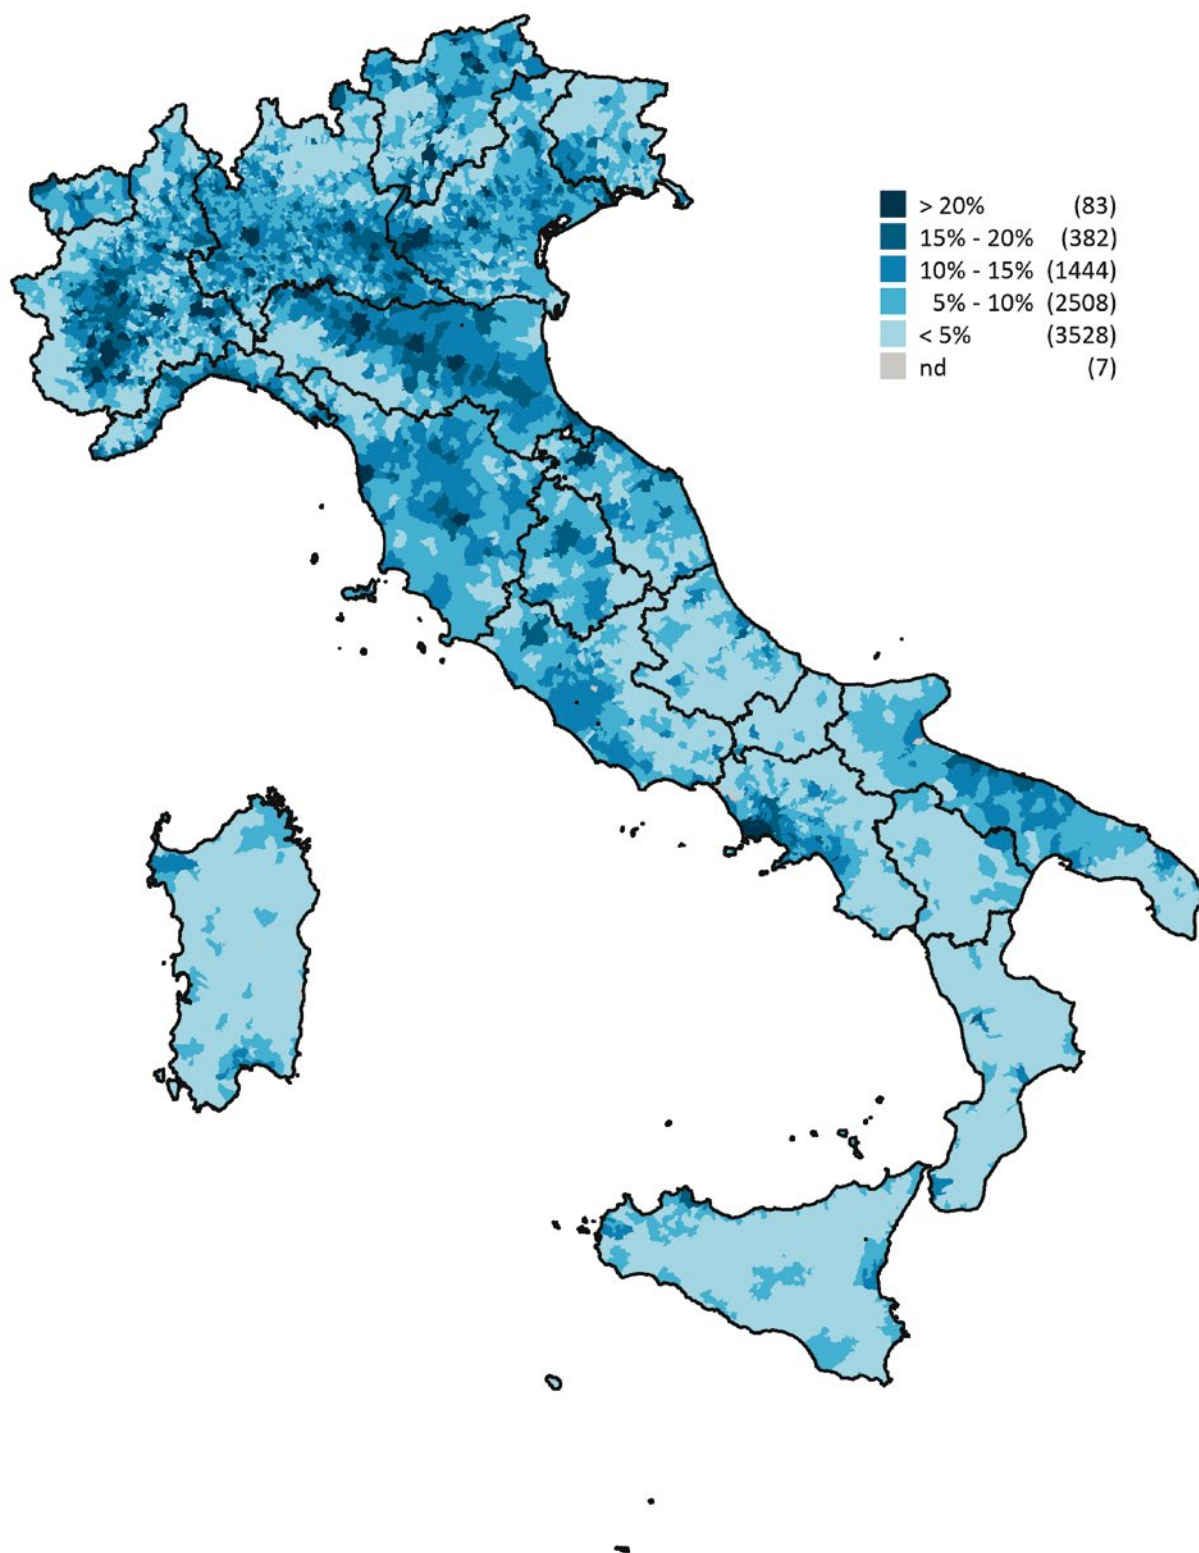 > 20% (83)
15% - 20% (382)
10% - 15% (1444)
5% - 10% (2508)
< 5% (3528)
nd (7)